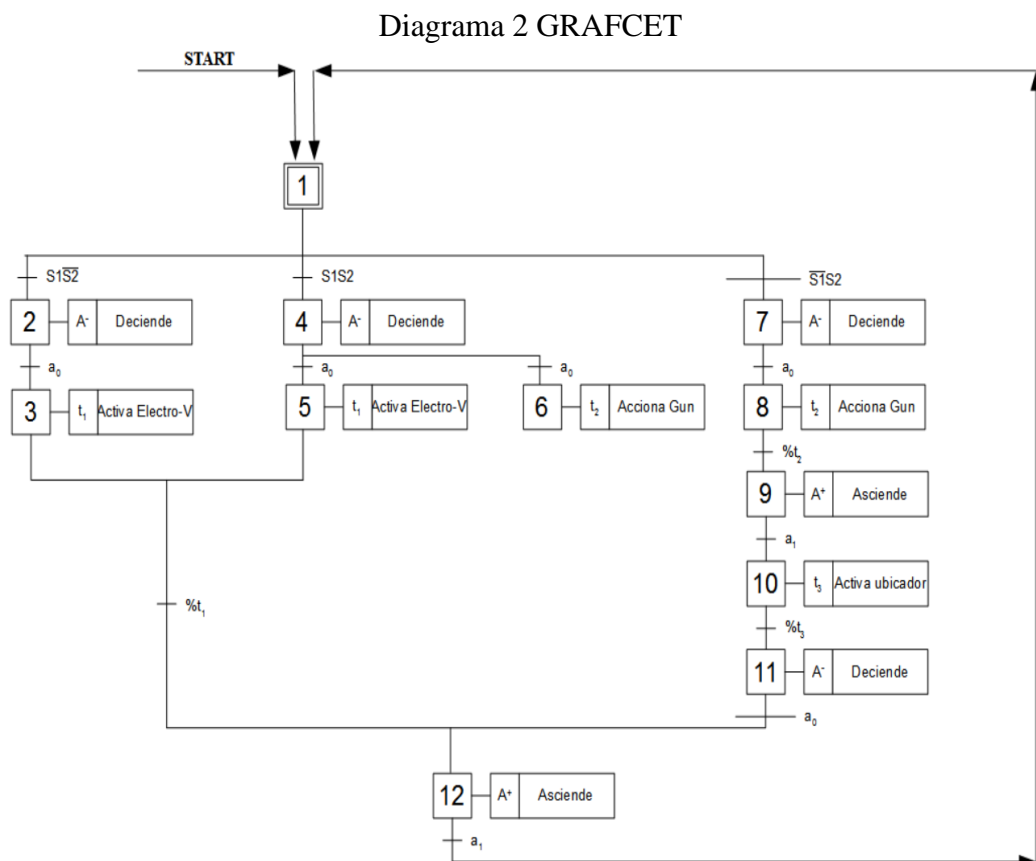 Diagrama 2 GRAFCET
START
1
S1S̅2̅
S1S2
S̅1̅S2
2 A⁻ Deciende
4 A⁻ Deciende
7 A⁻ Deciende
a₀
a₀
a₀
a₀
3 t₁ Activa Electro-V
5 t₁ Activa Electro-V
6 t₂ Acciona Gun
8 t₂ Acciona Gun
%t₂
9 A⁺ Asciende
a₁
10 t₃ Activa ubicador
%t₁
%t₃
11 A⁻ Deciende
a₀
12 A⁺ Asciende
a₁